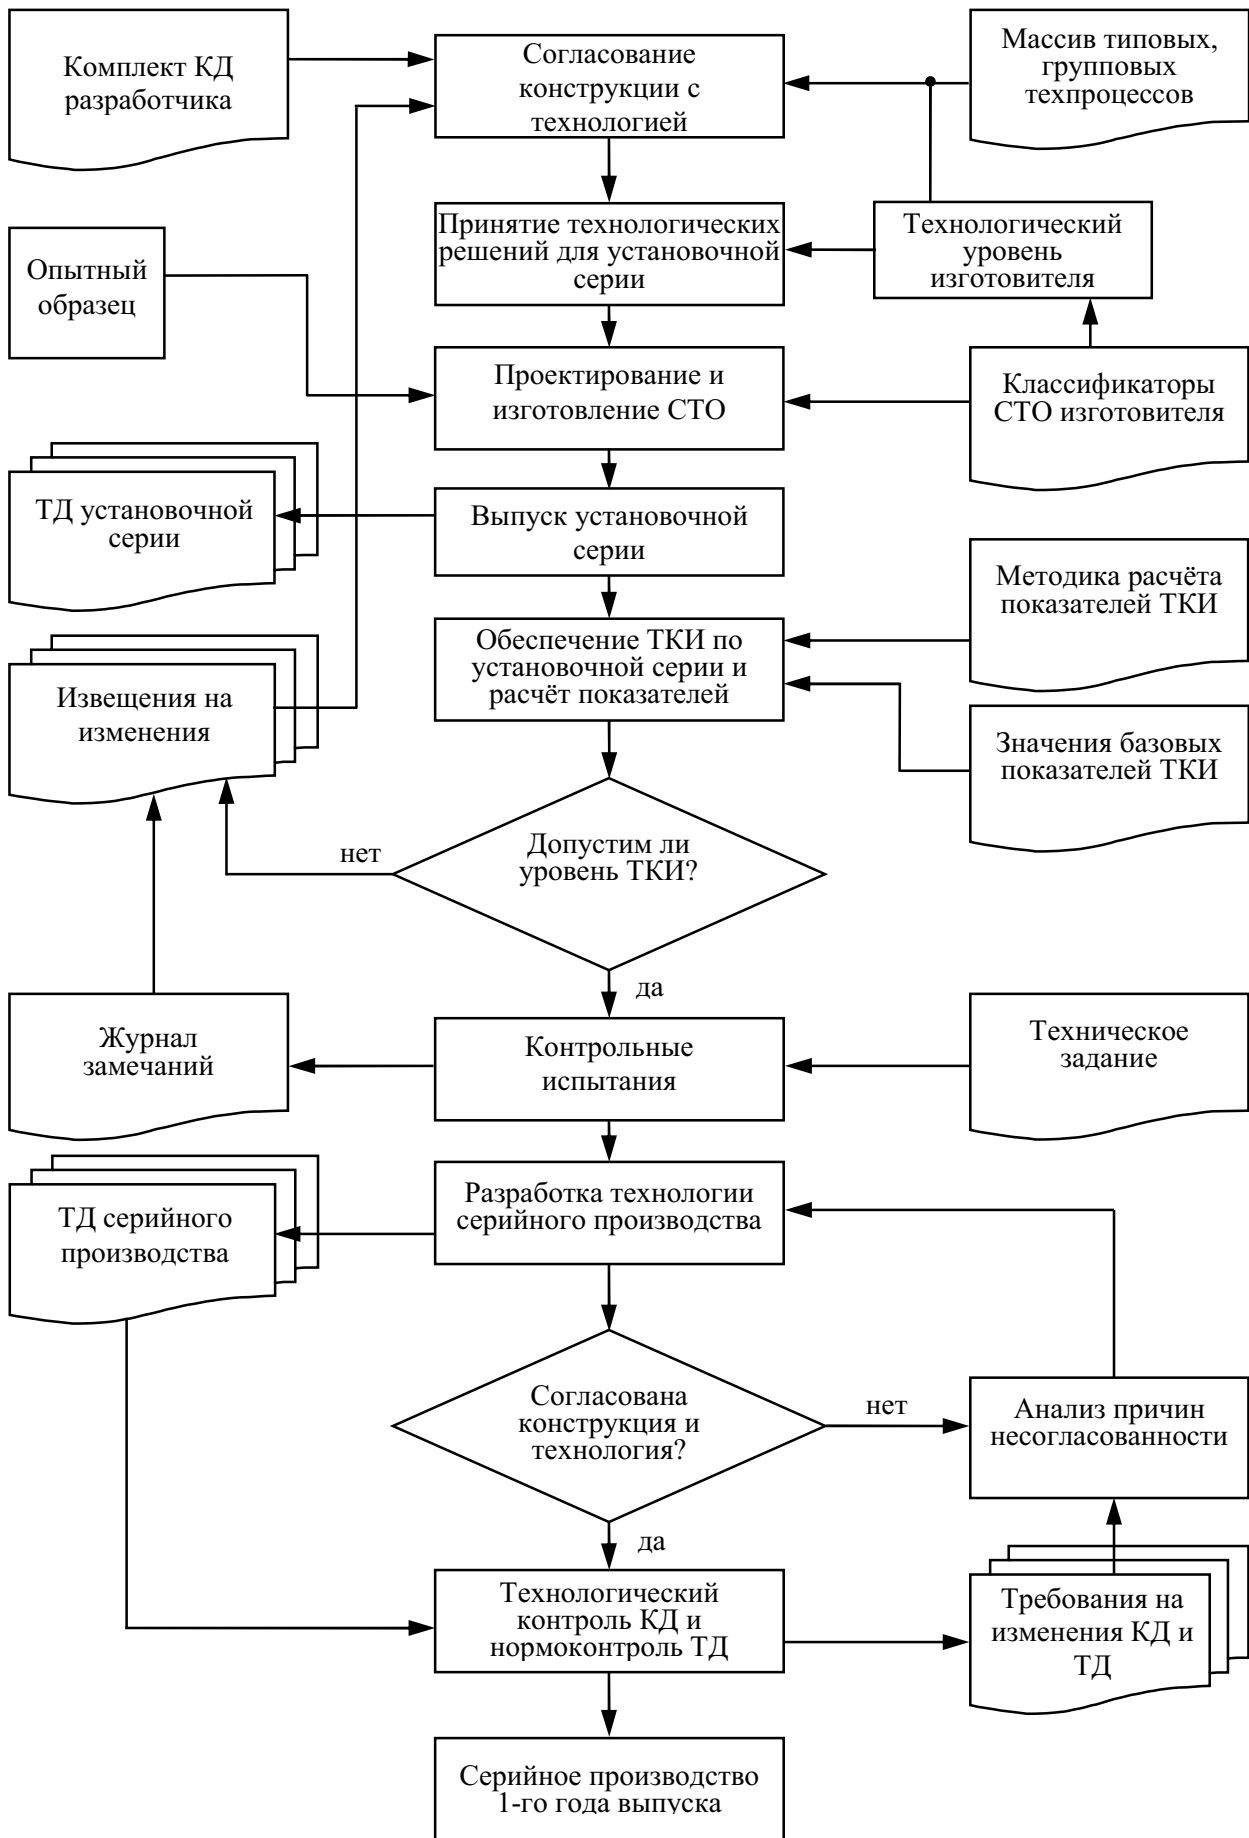 Комплект КД
разработчика
Согласование
конструкции с
технологией
Массив типовых,
групповых
техпроцессов
Опытный
образец
Принятие технологических
решений для установочной
серии
Технологический
уровень
изготовителя
Проектирование и
изготовление СТО
Классификаторы
СТО изготовителя
ТД установочной
серии
Выпуск установочной
серии
Методика расчёта
показателей ТКИ
Извещения на
изменения
Обеспечение ТКИ по
установочной серии и
расчёт показателей
Значения базовых
показателей ТКИ
нет
Допустим ли
уровень ТКИ?
да
Журнал
замечаний
Контрольные
испытания
Техническое
задание
ТД серийного
производства
Разработка технологии
серийного производства
Согласована
конструкция и
технология?
нет
Анализ причин
несогласованности
да
Технологический
контроль КД и
нормоконтроль ТД
Требования на
изменения КД и
ТД
Серийное производство
1-го года выпуска